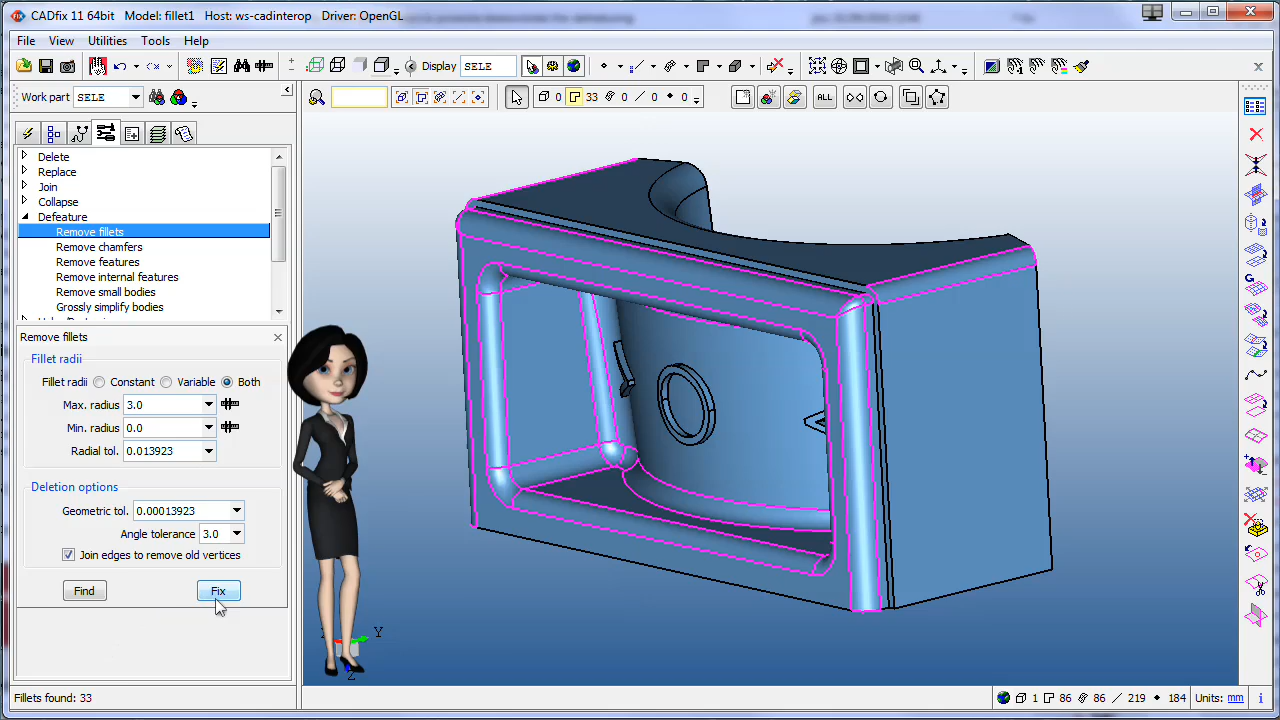 CADfix 11 64bit Model: fillet1 Host: ws-cadinterop Driver: OpenGL
File View Utilities Tools Help
Display SELE
Work part SELE
0 33 0 0 0
ALL
Delete
Replace
Join
Collapse
Defeature
Remove fillets
Remove chamfers
Remove features
Remove internal features
Remove small bodies
Grossly simplify bodies
Remove fillets
Fillet radii
Fillet radii Constant Variable Both
Max. radius 3.0
Min. radius 0.0
Radial tol. 0.013923
Deletion options
Geometric tol. 0.00013923
Angle tolerance 3.0
Join edges to remove old vertices
Find Fix
Y
Z
Fillets found: 33
1 86 86 219 184 Units: mm